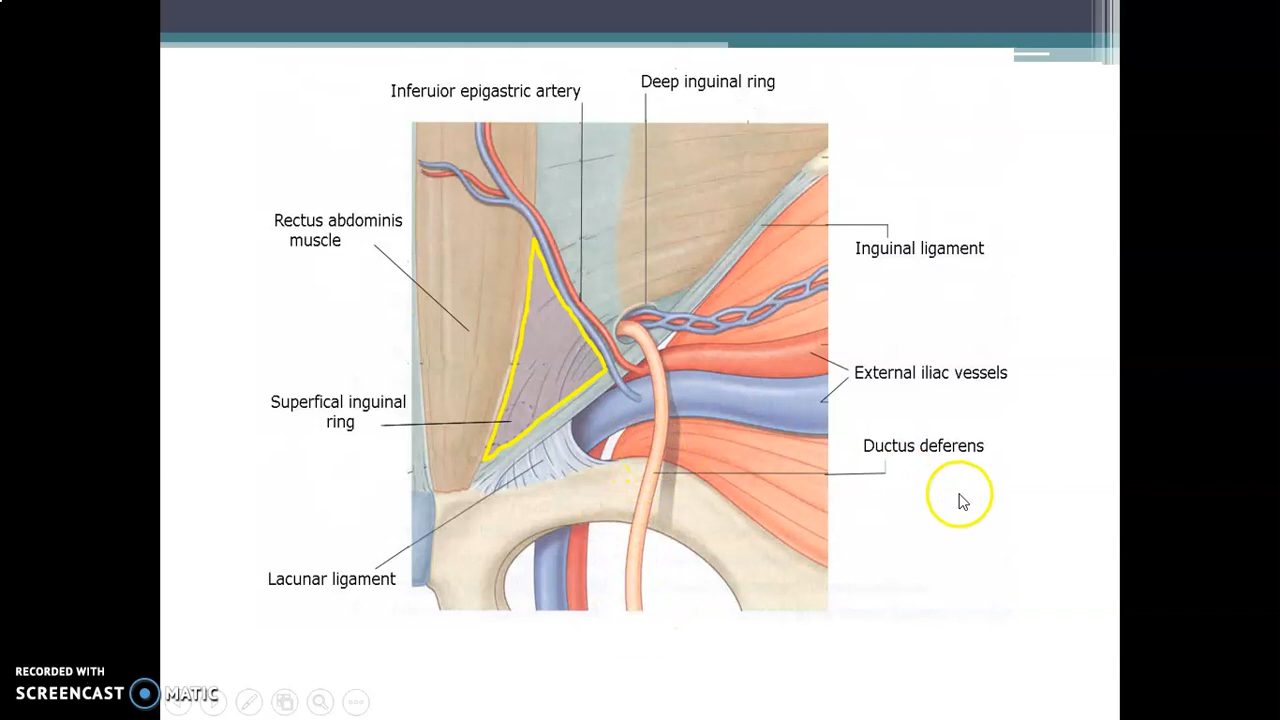 Inferuior epigastric artery
Deep inguinal ring
Rectus abdominis
muscle
Inguinal ligament
External iliac vessels
Superfical inguinal
ring
Ductus deferens
Lacunar ligament
RECORDED WITH
SCREENCAST MATIC